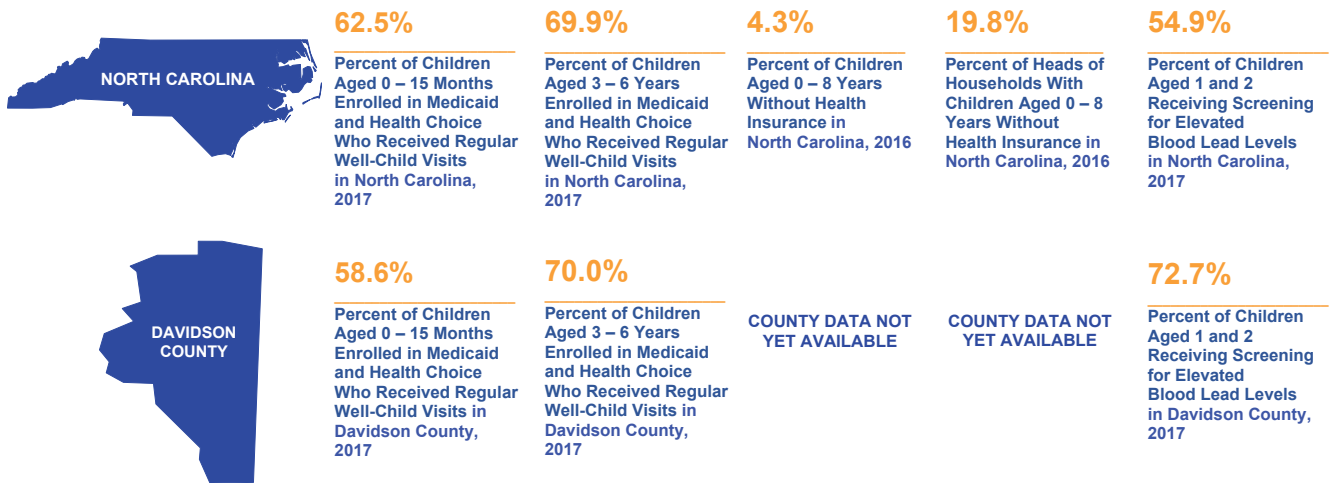 NORTH CAROLINA
62.5%
Percent of Children
Aged 0 – 15 Months
Enrolled in Medicaid
and Health Choice
Who Received Regular
Well-Child Visits
in North Carolina,
2017
69.9%
Percent of Children
Aged 3 – 6 Years
Enrolled in Medicaid
and Health Choice
Who Received Regular
Well-Child Visits
in North Carolina,
2017
4.3%
Percent of Children
Aged 0 – 8 Years
Without Health
Insurance in
North Carolina, 2016
19.8%
Percent of Heads of
Households With
Children Aged 0 – 8
Years Without
Health Insurance in
North Carolina, 2016
54.9%
Percent of Children
Aged 1 and 2
Receiving Screening
for Elevated
Blood Lead Levels
in North Carolina,
2017
DAVIDSON
COUNTY
58.6%
Percent of Children
Aged 0 – 15 Months
Enrolled in Medicaid
and Health Choice
Who Received Regular
Well-Child Visits in
Davidson County,
2017
70.0%
Percent of Children
Aged 3 – 6 Years
Enrolled in Medicaid
and Health Choice
Who Received Regular
Well-Child Visits in
Davidson County,
2017
COUNTY DATA NOT
YET AVAILABLE
COUNTY DATA NOT
YET AVAILABLE
72.7%
Percent of Children
Aged 1 and 2
Receiving Screening
for Elevated
Blood Lead Levels
in Davidson County,
2017